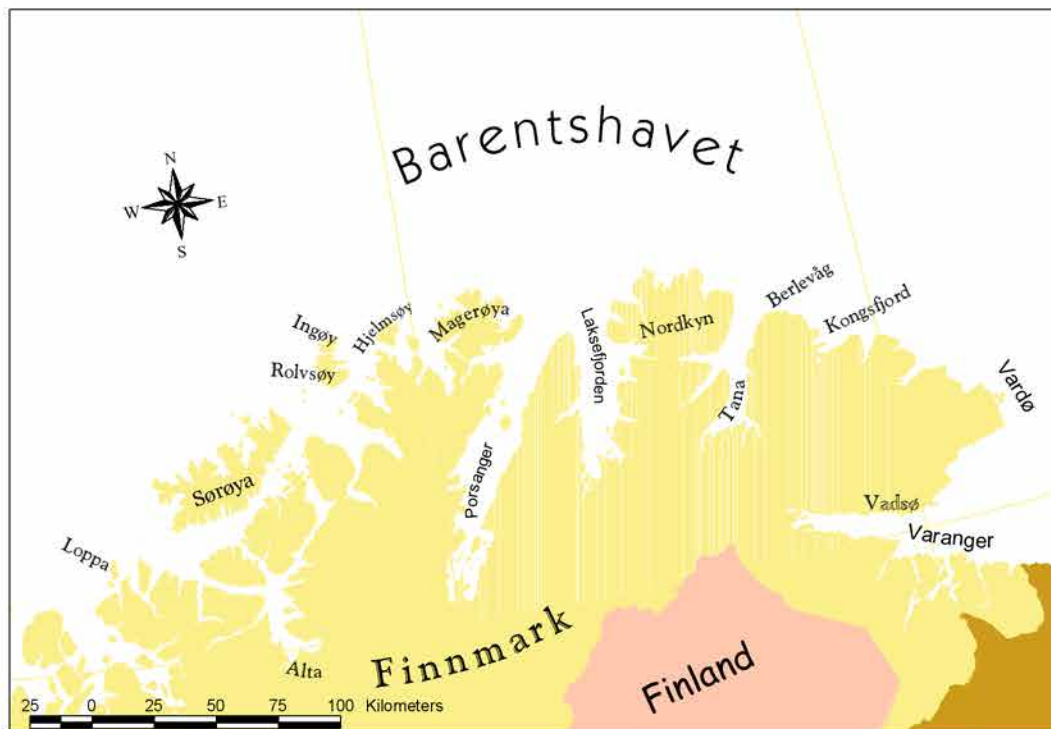 Barentshavet
N
W
E
S
Berlevåg
Kongsfjord
Ingøy
Hjelmsøy
Magerøya
Laksefjorden
Nordkyn
Rolvsøy
Tana
Vardø
Sørøya
Porsanger
Vadsø
Varanger
Loppa
Finnmark
Alta
Finland
25 0 25 50 75 100 Kilometers